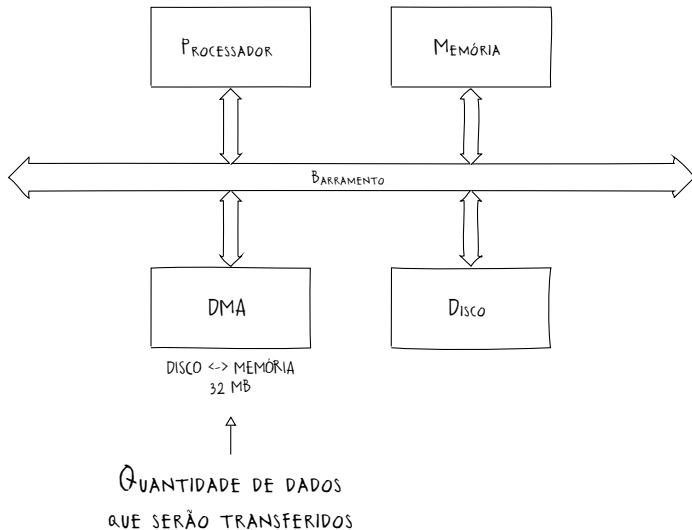 Processador
Memória
Barramento
DMA
Disco
DISCO <-> MEMÓRIA
32 MB
Quantidade de dados
que serão transferidos